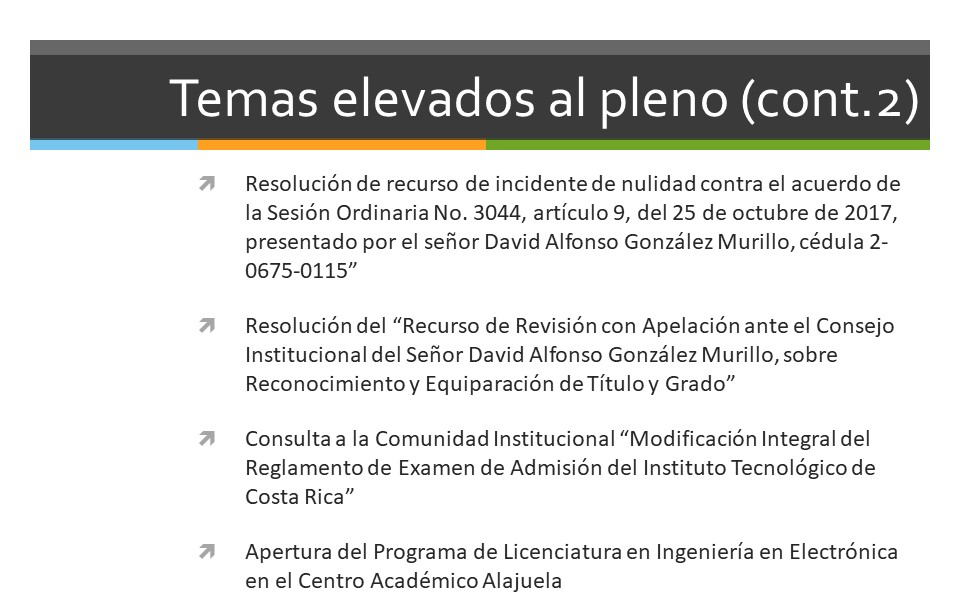 Temas elevados al pleno (cont.2)
Resolución de recurso de incidente de nulidad contra el acuerdo de
la Sesión Ordinaria No. 3044, artículo 9, del 25 de octubre de 2017,
presentado por el señor David Alfonso González Murillo, cédula 2-
0675-0115”
Resolución del “Recurso de Revisión con Apelación ante el Consejo
Institucional del Señor David Alfonso González Murillo, sobre
Reconocimiento y Equiparación de Título y Grado”
Consulta a la Comunidad Institucional “Modificación Integral del
Reglamento de Examen de Admisión del Instituto Tecnológico de
Costa Rica”
Apertura del Programa de Licenciatura en Ingeniería en Electrónica
en el Centro Académico Alajuela